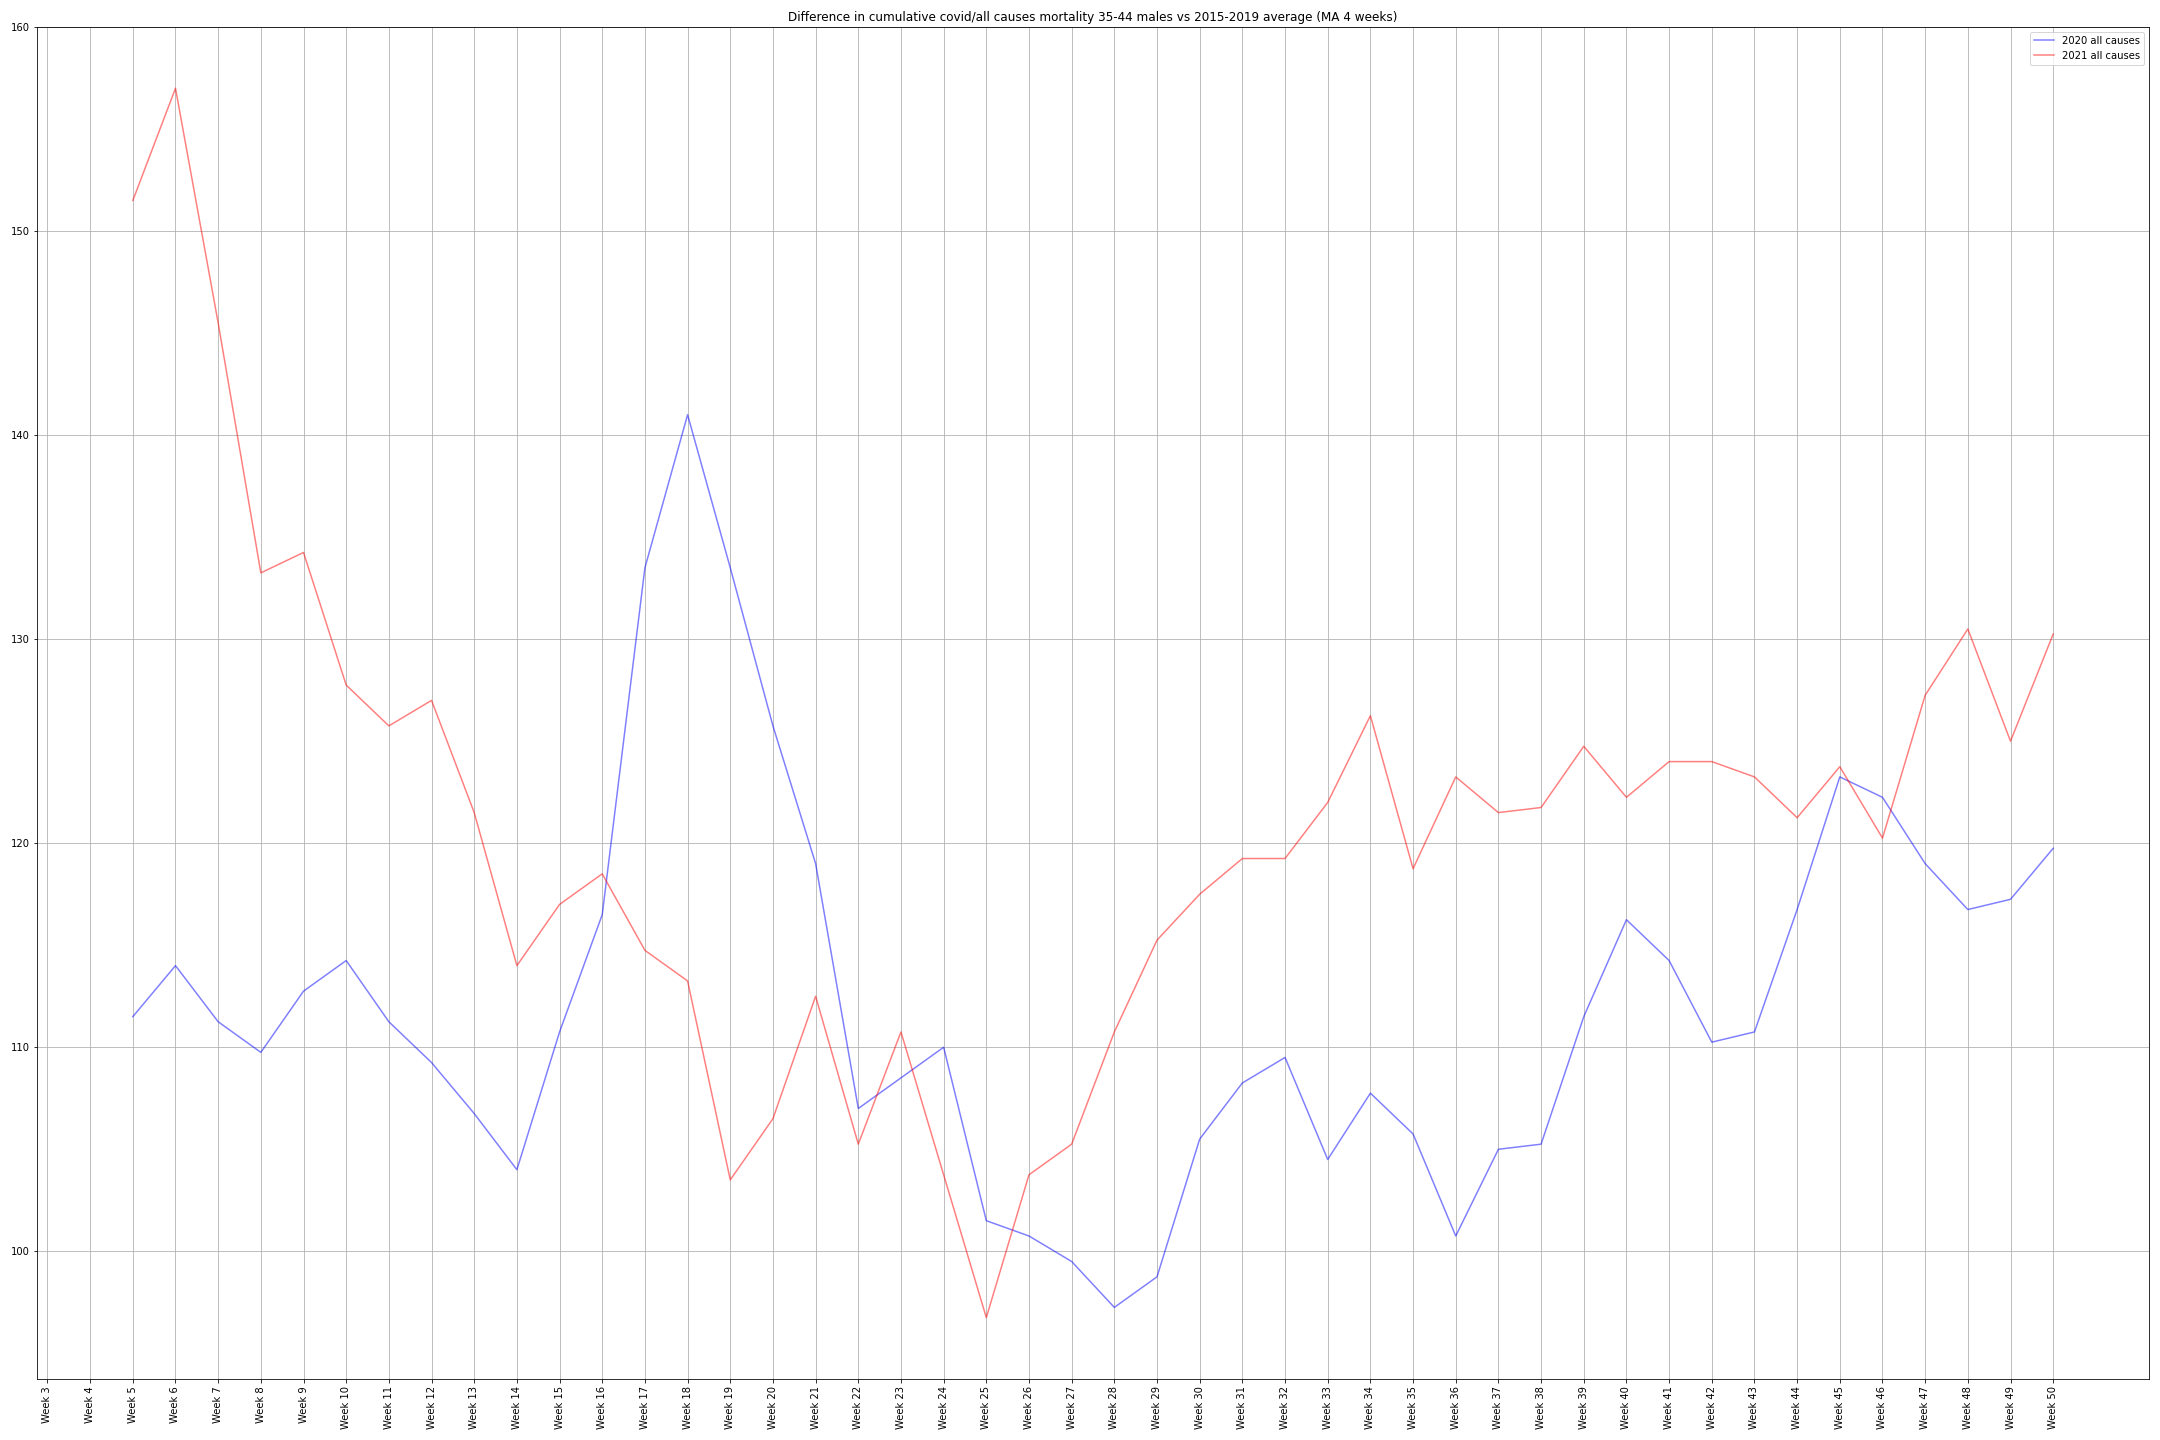 Difference in cumulative covid/all causes mortality 35-44 males vs 2015-2019 average (MA 4 weeks)
160
2020 all causes
2021 all causes
150
140
130
120
110
100
Week 3
Week 4
Week 5
Week 6
Week 7
Week 8
Week 9
Week 10
Week 11
Week 12
Week 13
Week 14
Week 15
Week 16
Week 17
Week 18
Week 19
Week 20
Week 21
Week 22
Week 23
Week 24
Week 25
Week 26
Week 27
Week 28
Week 29
Week 30
Week 31
Week 32
Week 33
Week 34
Week 35
Week 36
Week 37
Week 38
Week 39
Week 40
Week 41
Week 42
Week 43
Week 44
Week 45
Week 46
Week 47
Week 48
Week 49
Week 50